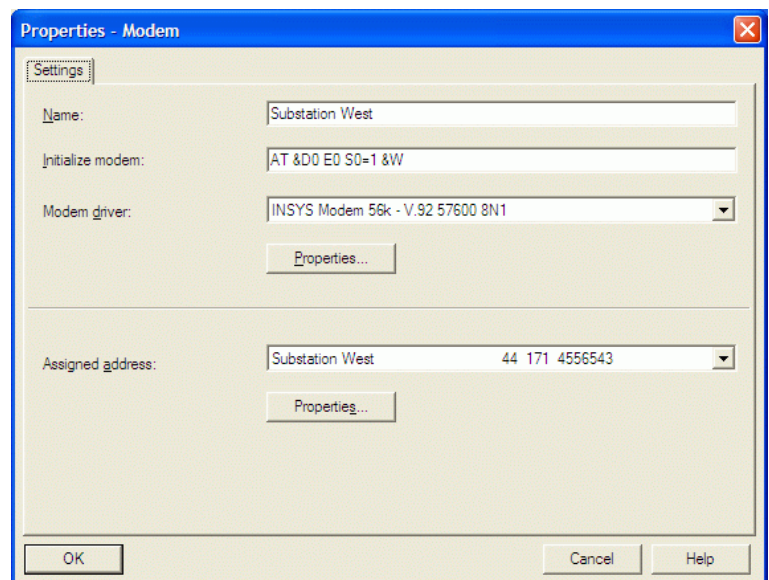 Properties - Modem
Settings
Name: Substation West
Initialize modem: AT &D0 E0 S0=1 &W
Modem driver: INSYS Modem 56k - V.92 57600 8N1
Properties...
Assigned address: Substation West 44 171 4556543
Properties...
OK Cancel Help